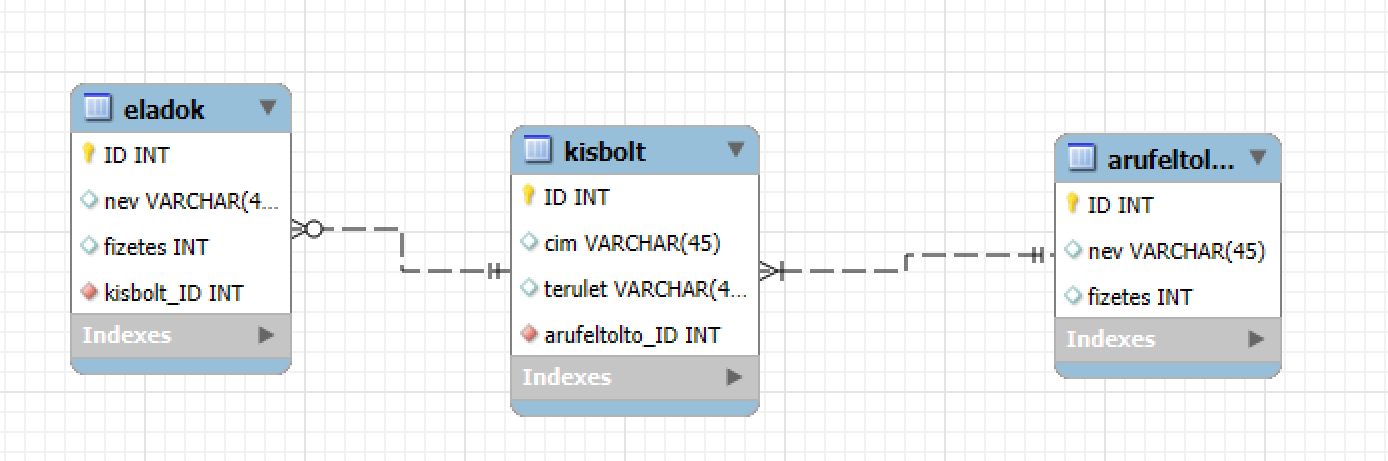 eladok
ID INT
nev VARCHAR(4...
fizetes INT
kisbolt_ID INT
Indexes
kisbolt
ID INT
cim VARCHAR(45)
terulet VARCHAR(4...
arufeltolto_ID INT
Indexes
arufeltol...
ID INT
nev VARCHAR(45)
fizetes INT
Indexes